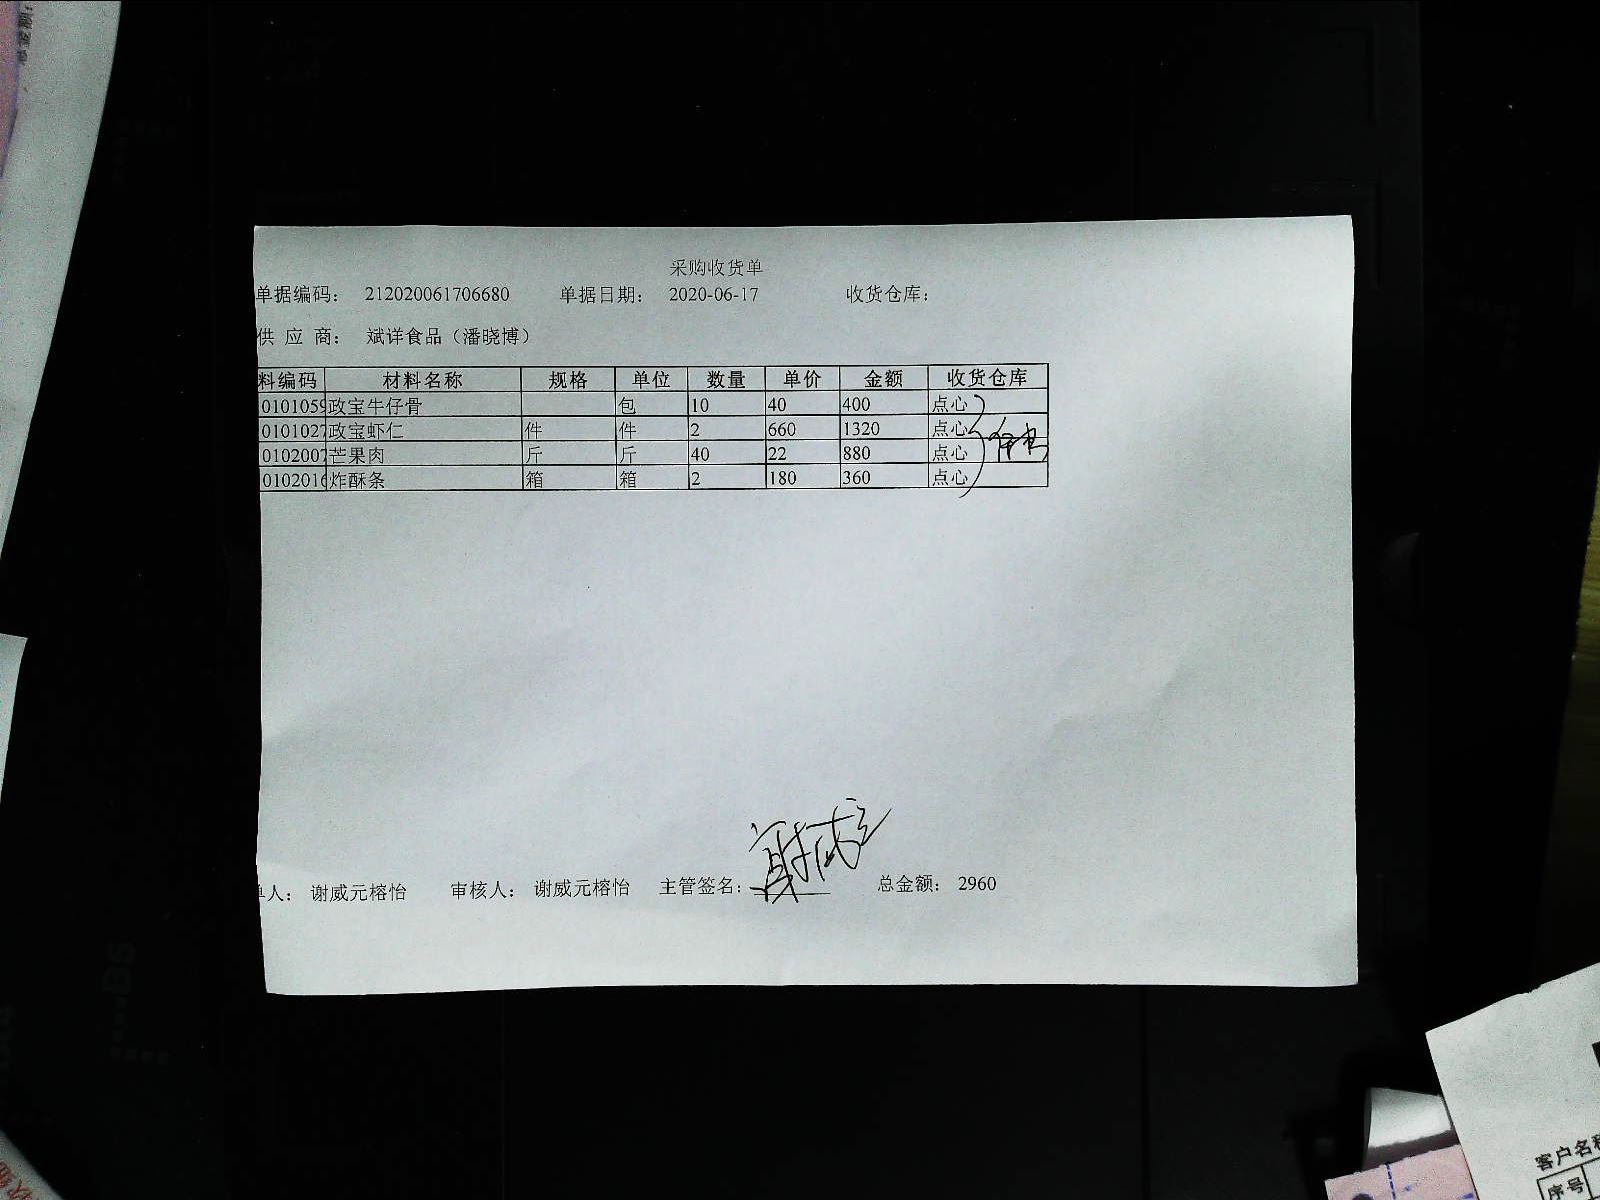 采购收货单
单据编码： 212020061706680 单据日期： 2020-06-17 收货仓库：
供 应 商： 斌详食品（潘晓博）
料编码 材料名称 规格 单位 数量 单价 金额 收货仓库
0101059 政宝牛仔骨 包 10 40 400 点心
0101027 政宝虾仁 件 件 2 660 1320 点心
0102007 芒果肉 斤 斤 40 22 880 点心
0102016 炸酥条 箱 箱 2 180 360 点心
人： 谢威元榕怡 审核人： 谢威元榕怡 主管签名： 总金额： 2960
客户名称
序号